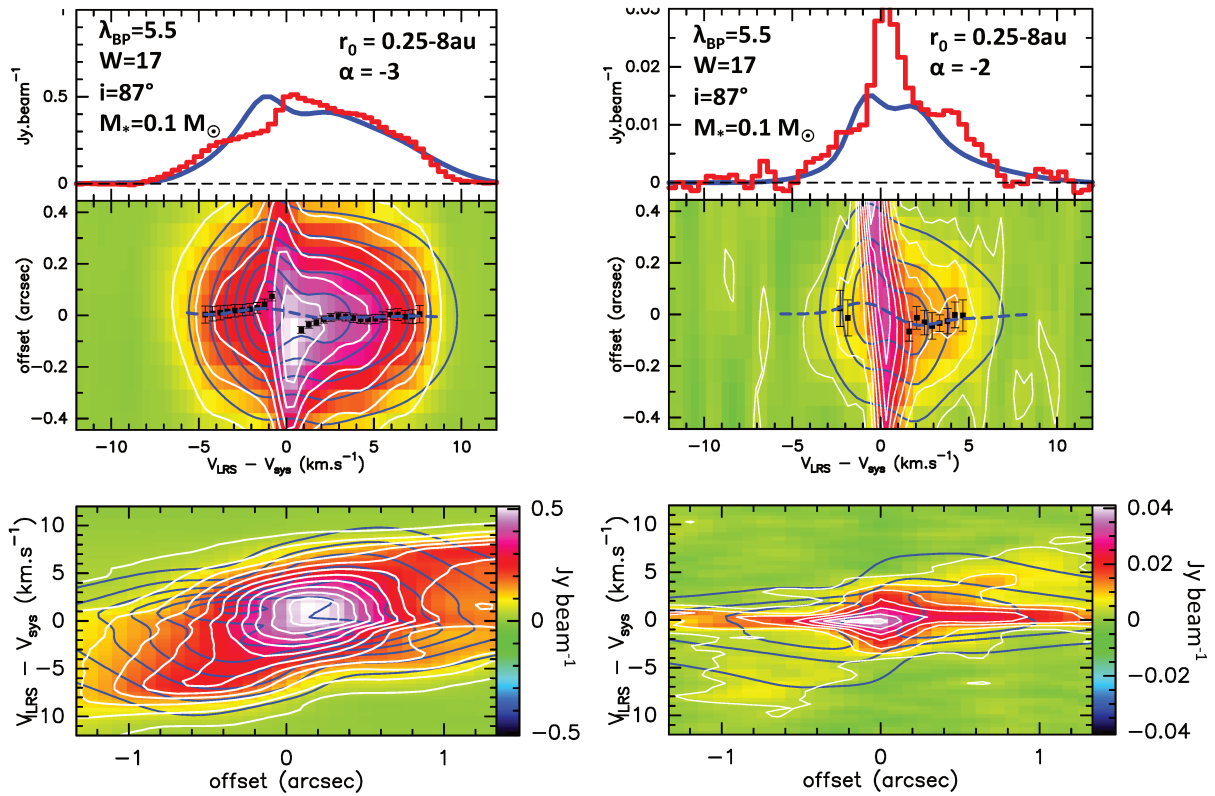 λBP=5.5
W=17
i=87°
M*=0.1 M⊙
r0 = 0.25-8au
α = -3
Jy.beam−1
1
0.5
0
offset (arcsec)
0.4
0.2
0
−0.2
−0.4
−10 −5 0 5 10
VLRS − Vsys (km.s−1)
λBP=5.5
W=17
i=87°
M*=0.1 M⊙
r0 = 0.25-8au
α = -2
Jy.beam−1
0.03
0.02
0.01
0
offset (arcsec)
0.4
0.2
0
−0.2
−0.4
−10 −5 0 5 10
VLRS − Vsys (km.s−1)
VLRS − Vsys (km.s−1)
10
5
0
−5
10
−1 0 1
offset (arcsec)
0.5
0
−0.5
Jy beam−1
VLRS − Vsys (km.s−1)
10
5
0
−5
10
−1 0 1
offset (arcsec)
0.04
0.02
0
−0.02
−0.04
Jy beam−1